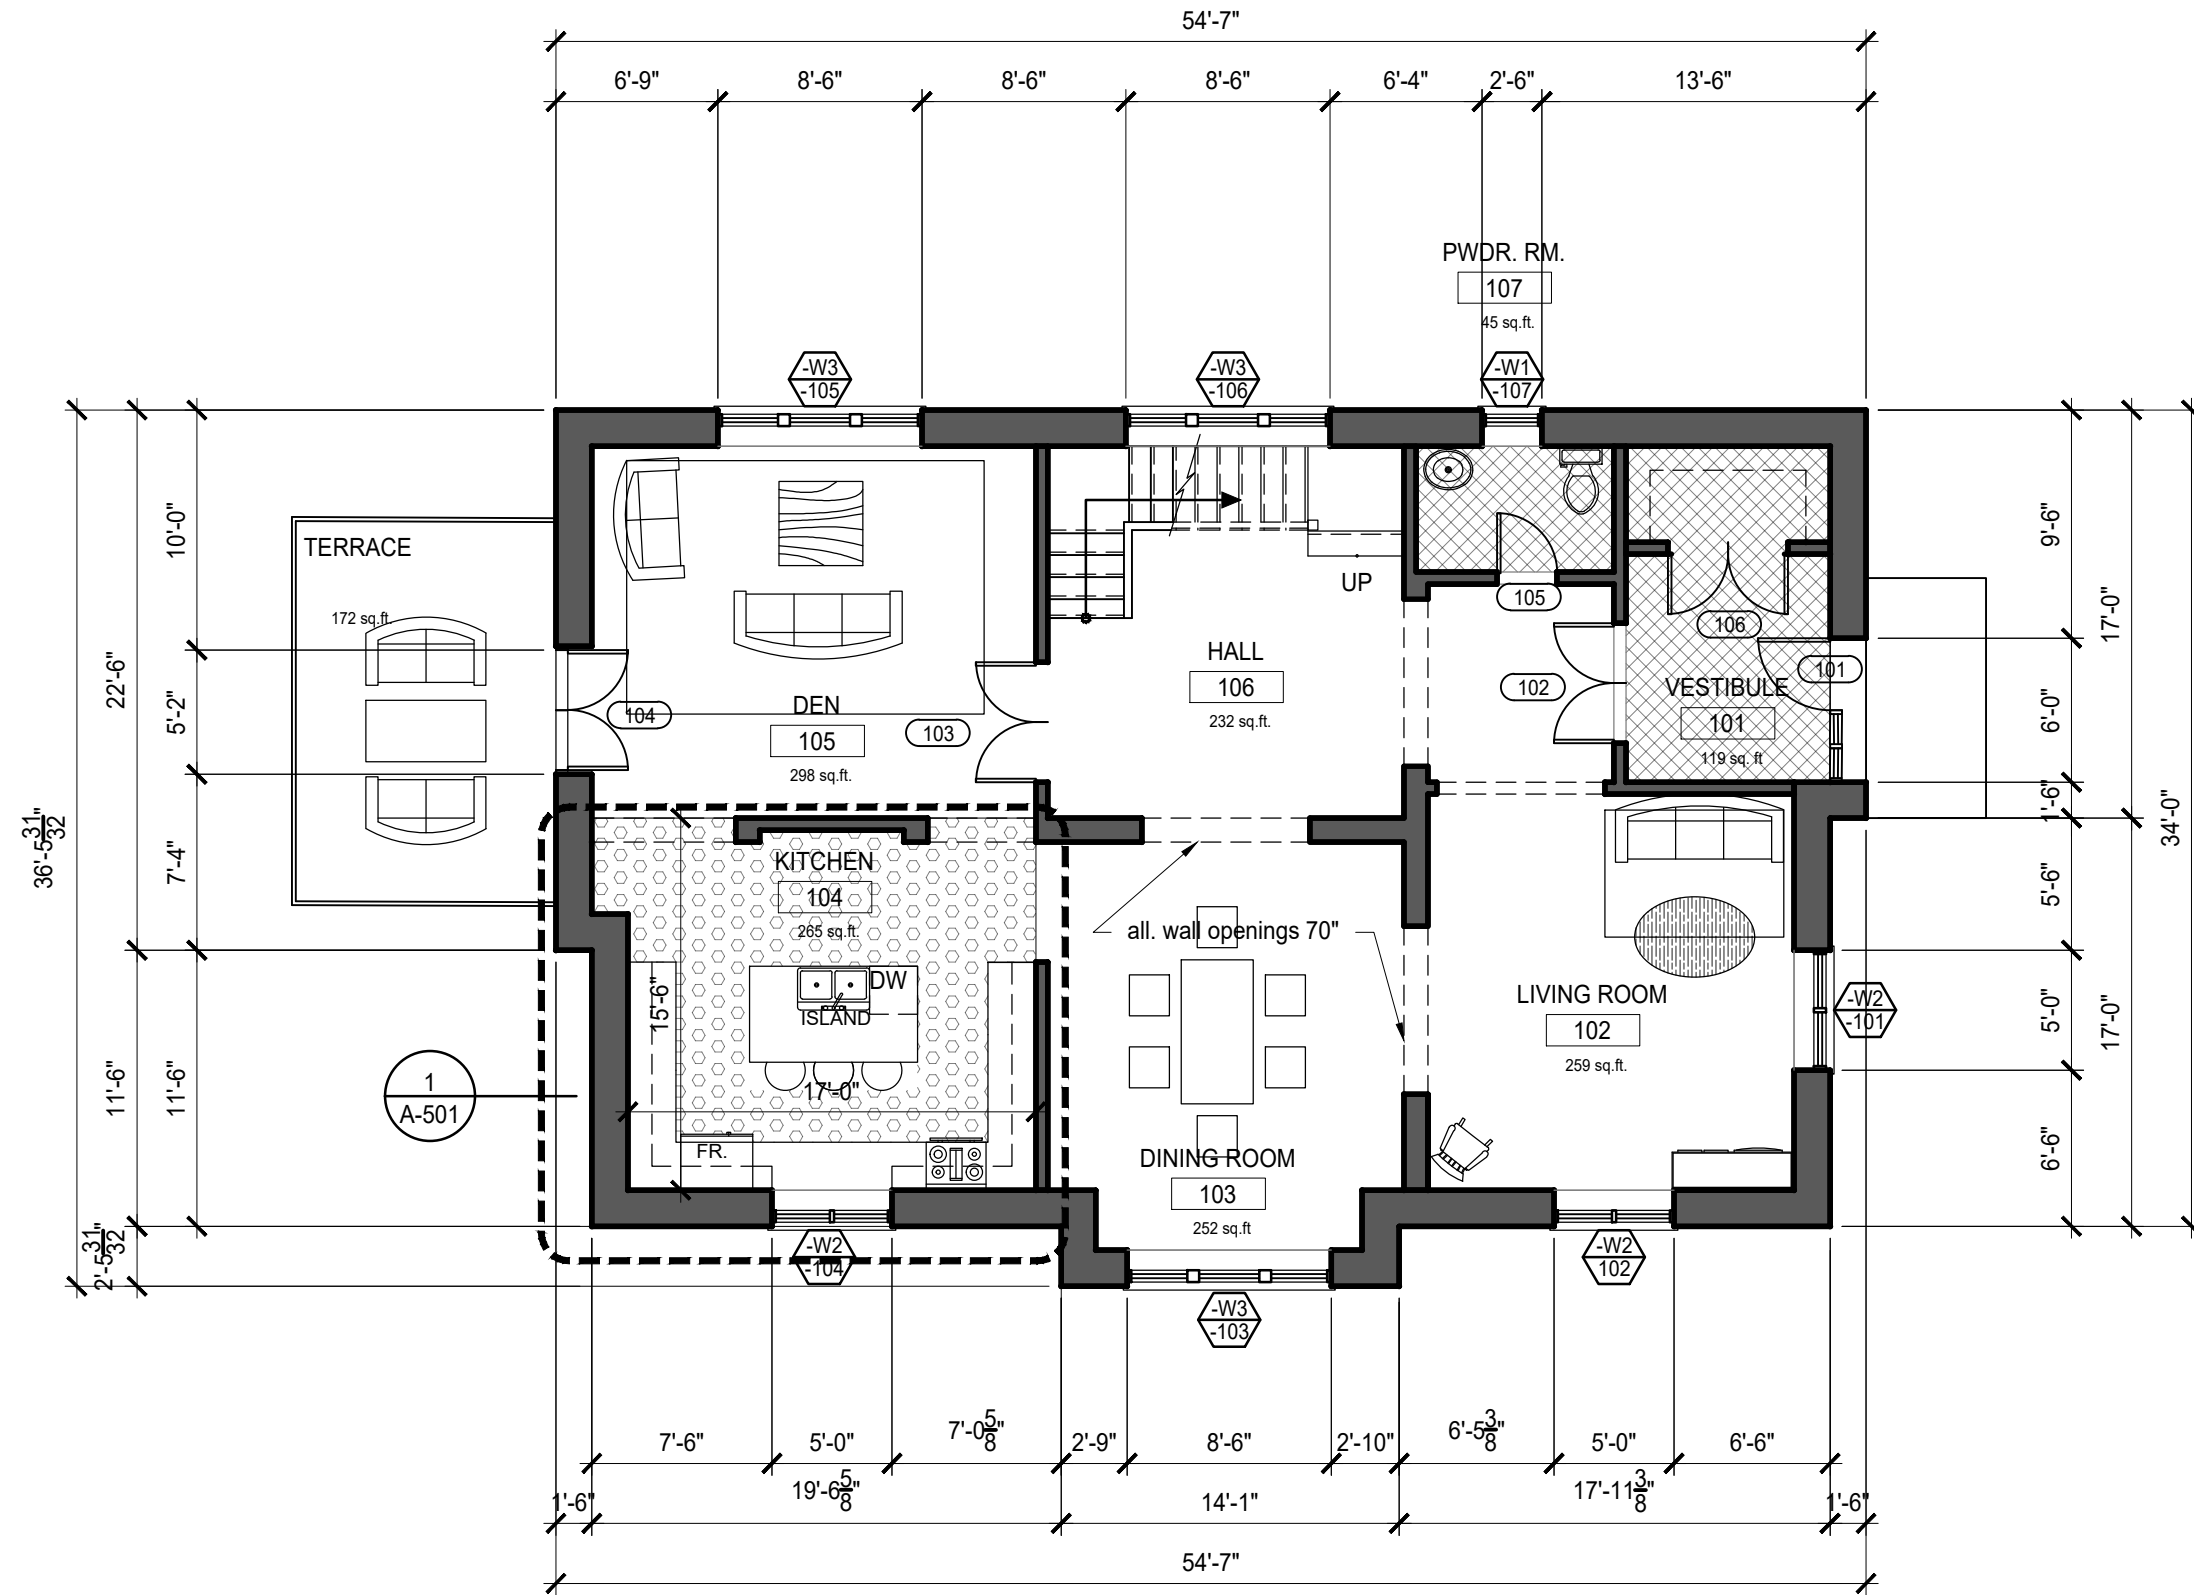 54'-7"
6'-9" 8'-6" 8'-6" 8'-6" 6'-4" 2'-6" 13'-6"
PWDR. RM.
107
45 sq.ft.
-W3
-105
-W3
-106
-W1
-107
TERRACE
172 sq.ft.
10'-0"
5'-2"
7'-4"
11'-6"
22'-6"
11'-6"
2'-5 31/32"
36'-5 31/32"
UP
105
106
101
102
HALL
106
232 sq.ft.
VESTIBULE
101
119 sq. ft
104
DEN
105
298 sq.ft.
103
9'-6"
6'-0"
1'-6"
5'-6"
5'-0"
6'-6"
17'-0"
17'-0"
34'-0"
KITCHEN
104
265 sq.ft.
all. wall openings 70"
DW
ISLAND
15'-6"
17'-0"
FR.
LIVING ROOM
102
259 sq.ft.
-W2
-101
1
A-501
DINING ROOM
103
252 sq.ft
-W2
-104
-W3
-103
-W2
102
7'-6" 5'-0" 7'-0 5/8" 2'-9" 8'-6" 2'-10" 6'-5 3/8" 5'-0" 6'-6"
1'-6" 19'-6 5/8" 14'-1" 17'-11 3/8" 1'-6"
54'-7"